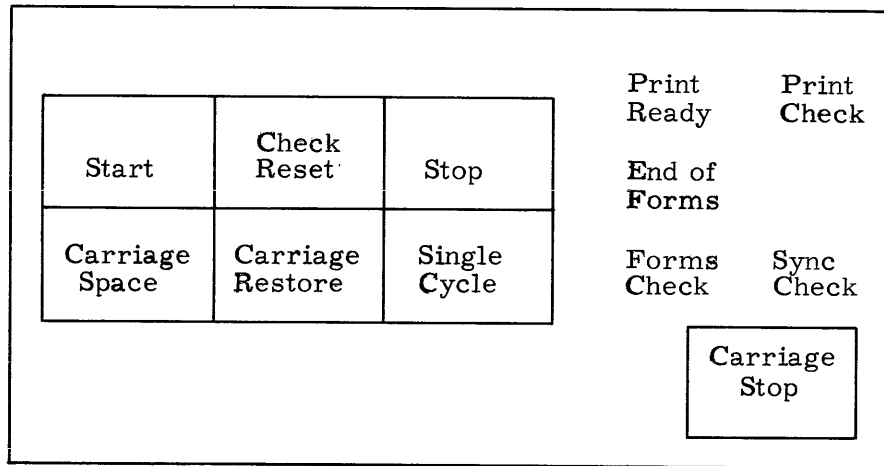 Start
Check
Reset
Stop
Carriage
Space
Carriage
Restore
Single
Cycle
Print
Ready
Print
Check
End of
Forms
Forms
Check
Sync
Check
Carriage
Stop